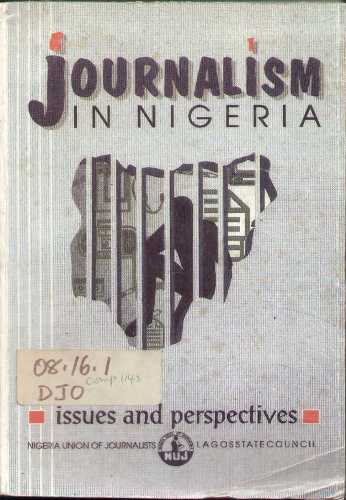 JOURNALISM
IN NIGERIA
08.16.1
DJO
comp 1143
issues and perspectives
NIGERIA UNION OF JOURNALISTS NUJ LAGOS STATE COUNCIL